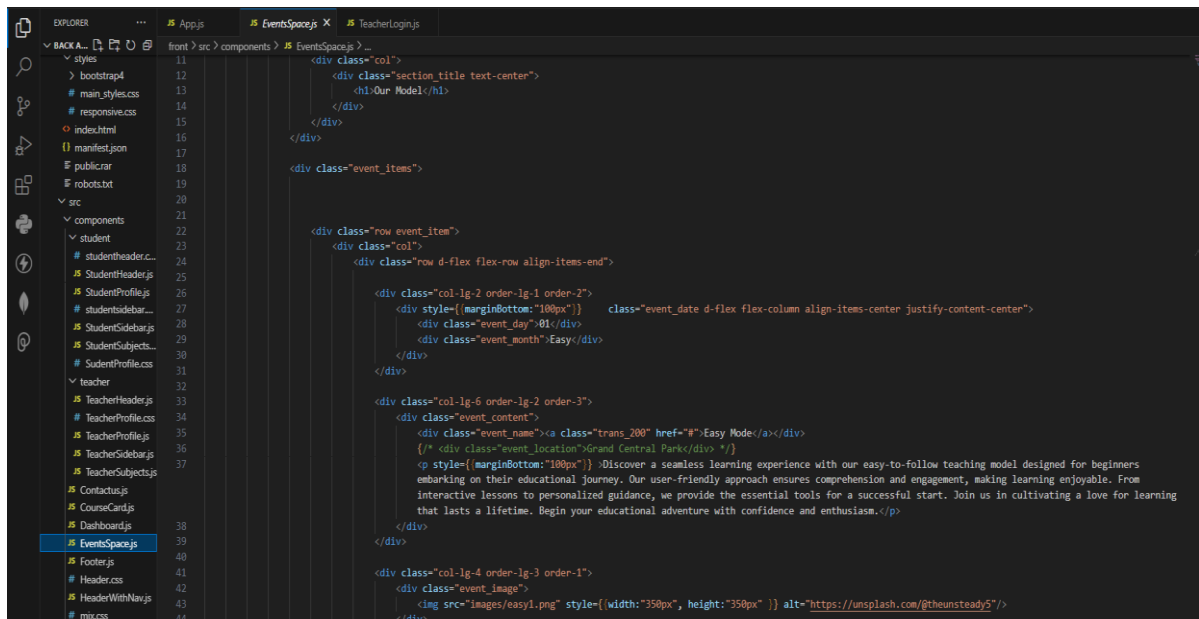 EXPLORER ...
BACK A...
styles
bootstrap4
# main_styles.css
# responsive.css
<> index.html
{} manifest.json
public.rar
robots.txt
src
components
student
# studentheader.c...
JS StudentHeader.js
JS StudentProfile.js
# studentsidebar....
JS StudentSidebar.js
JS StudentSubjects...
# SudentProfile.css
teacher
JS TeacherHeader.js
# TeacherProfile.css
JS TeacherProfile.js
JS TeacherSidebar.js
JS TeacherSubjects.js
JS Contactus.js
JS CourseCard.js
JS Dashboard.js
JS EventsSpace.js
JS Footer.js
# Header.css
JS HeaderWithNav.js
# mix.css
JS App.js JS EventsSpace.js X JS TeacherLogin.js
front > src > components > JS EventsSpace.js > ...
11 <div class="col">
12 <div class="section_title text-center">
13 <h1>Our Model</h1>
14 </div>
15 </div>
16 </div>
17
18 <div class="event_items">
19
20
21
22 <div class="row event_item">
23 <div class="col">
24 <div class="row d-flex flex-row align-items-end">
25
26 <div class="col-lg-2 order-lg-1 order-2">
27 <div style={{marginBottom:"100px"}} class="event_date d-flex flex-column align-items-center justify-content-center">
28 <div class="event_day">01</div>
29 <div class="event_month">Easy</div>
30 </div>
31 </div>
32
33 <div class="col-lg-6 order-lg-2 order-3">
34 <div class="event_content">
35 <div class="event_name"><a class="trans_200" href="#">Easy Mode</a></div>
36 {/* <div class="event_location">Grand Central Park</div> */}
37 <p style={{marginBottom:"100px"}} >Discover a seamless learning experience with our easy-to-follow teaching model designed for beginners
embarking on their educational journey. Our user-friendly approach ensures comprehension and engagement, making learning enjoyable. From
interactive lessons to personalized guidance, we provide the essential tools for a successful start. Join us in cultivating a love for learning
that lasts a lifetime. Begin your educational adventure with confidence and enthusiasm.</p>
38 </div>
39 </div>
40
41 <div class="col-lg-4 order-lg-3 order-1">
42 <div class="event_image">
43 <img src="images/easy1.png" style={{width:"350px", height:"350px" }} alt="https://unsplash.com/@theunsteady5"/>
44 </div>